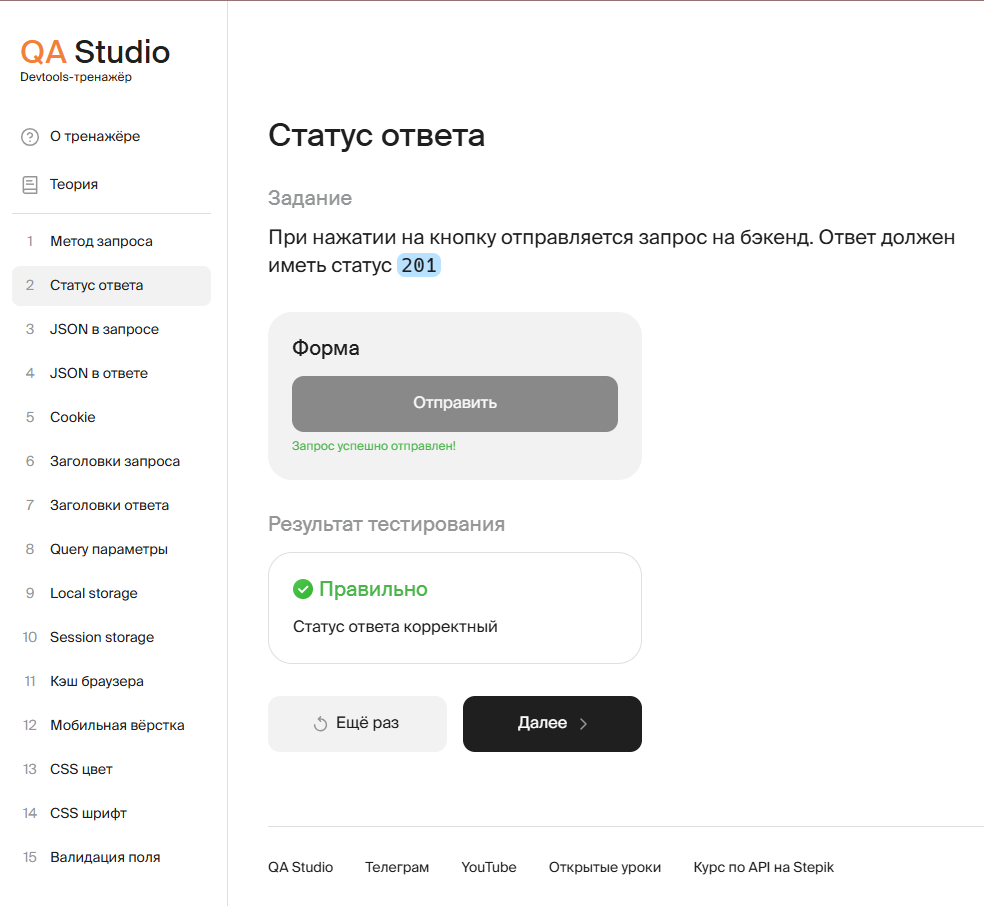 QA Studio
Devtools-тренажёр
О тренажёре
Теория
1 Метод запроса
2 Статус ответа
3 JSON в запросе
4 JSON в ответе
5 Cookie
6 Заголовки запроса
7 Заголовки ответа
8 Query параметры
9 Local storage
10 Session storage
11 Кэш браузера
12 Мобильная вёрстка
13 CSS цвет
14 CSS шрифт
15 Валидация поля
Статус ответа
Задание
При нажатии на кнопку отправляется запрос на бэкенд. Ответ должен
иметь статус 201
Форма
Отправить
Запрос успешно отправлен!
Результат тестирования
Правильно
Статус ответа корректный
Ещё раз
Далее
QA Studio Телеграм YouTube Открытые уроки Курс по API на Stepik